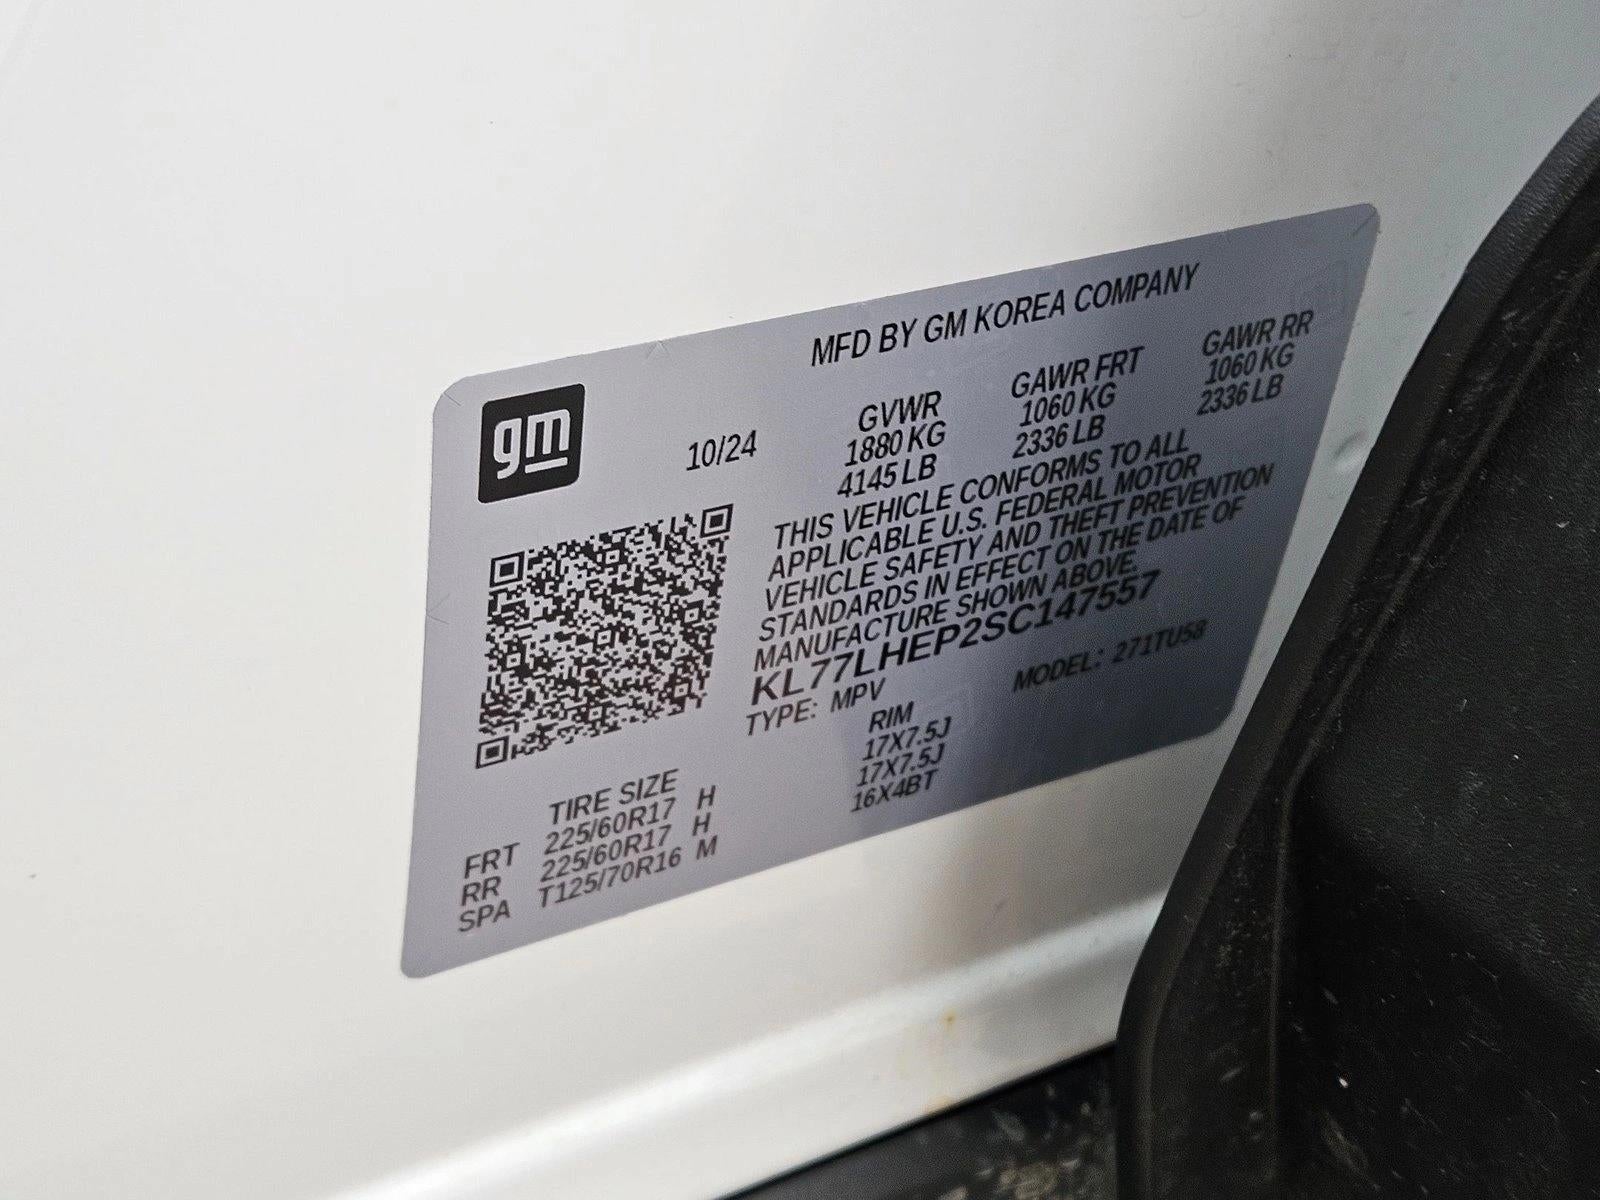 MFD BY GM KOREA COMPANY
gm
10/24
GVWR GAWR FRT GAWR RR
1880 KG 1060 KG 1060 KG
4145 LB 2336 LB 2336 LB
THIS VEHICLE CONFORMS TO ALL
APPLICABLE U.S. FEDERAL MOTOR
VEHICLE SAFETY AND THEFT PREVENTION
STANDARDS IN EFFECT ON THE DATE OF
MANUFACTURE SHOWN ABOVE.
KL77LHEP2SC147557
TYPE: MPV MODEL: 271TU58
TIRE SIZE RIM
FRT 225/60R17 H 17X7.5J
RR 225/60R17 H 17X7.5J
SPA T125/70R16 M 16X4BT